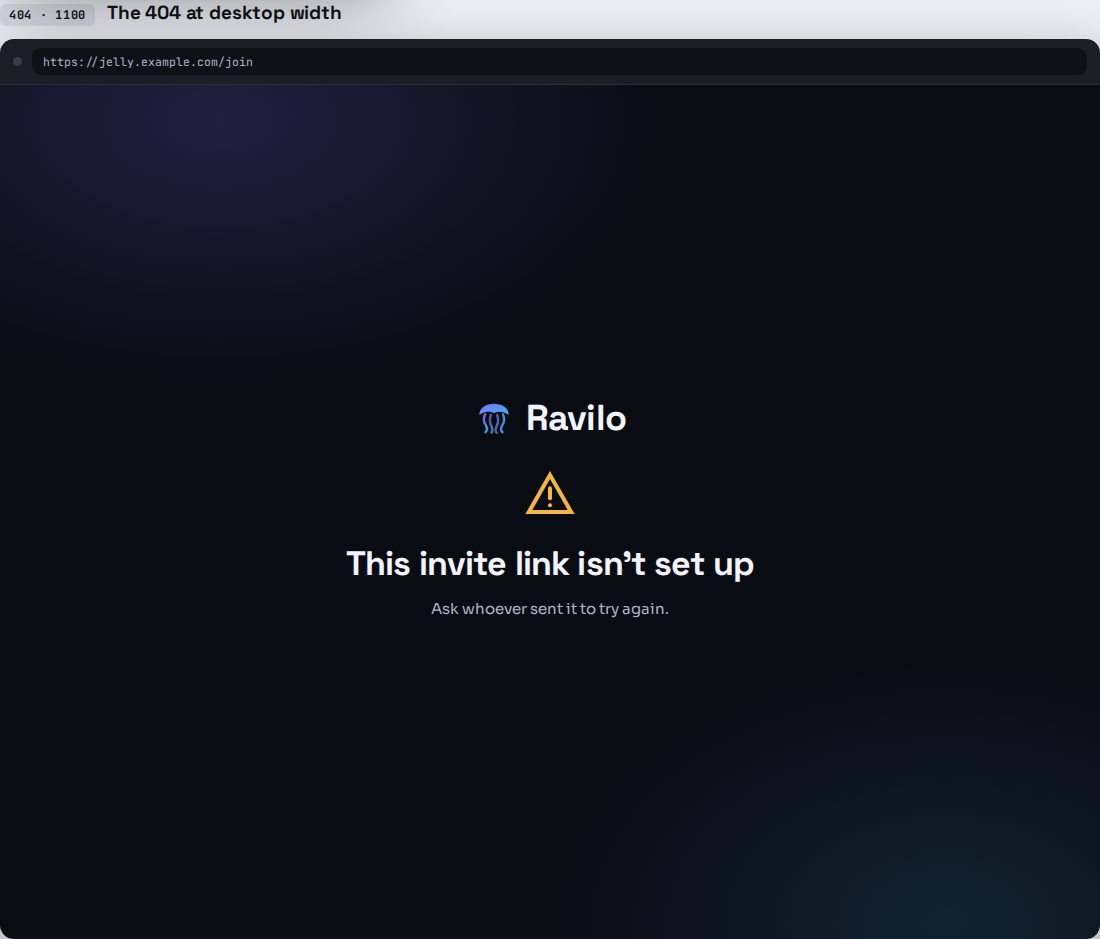 404 · 1100 The 404 at desktop width
https://jelly.example.com/join
Ravilo
This invite link isn’t set up
Ask whoever sent it to try again.